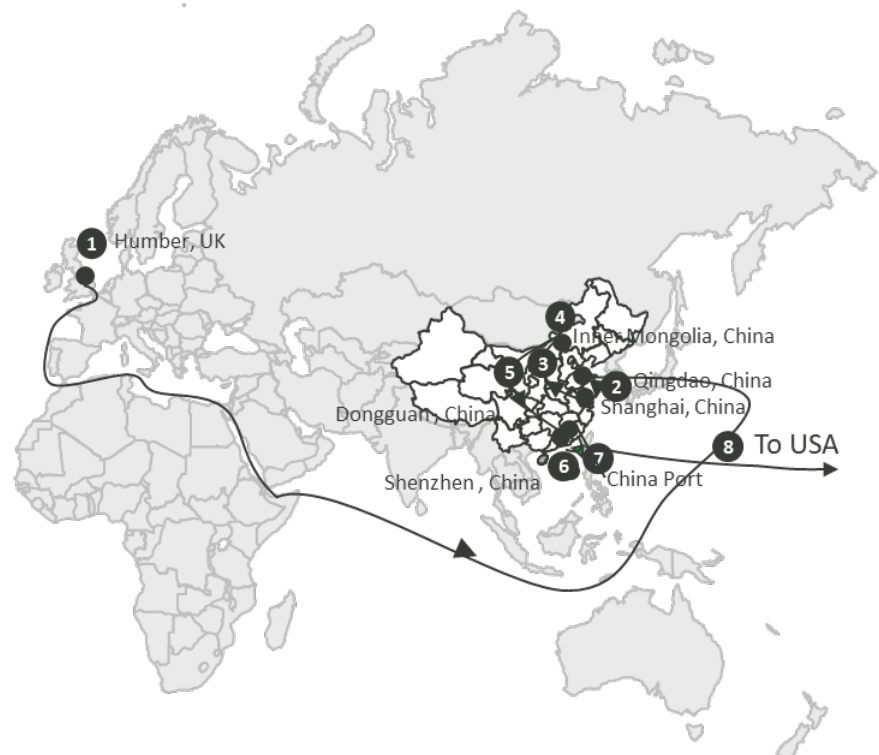 1 Humber, UK
4
Inner Mongolia, China
3
5
2 Qingdao, China
Shanghai, China
Dongguan, China
8 To USA
6
7
China Port
Shenzhen , China